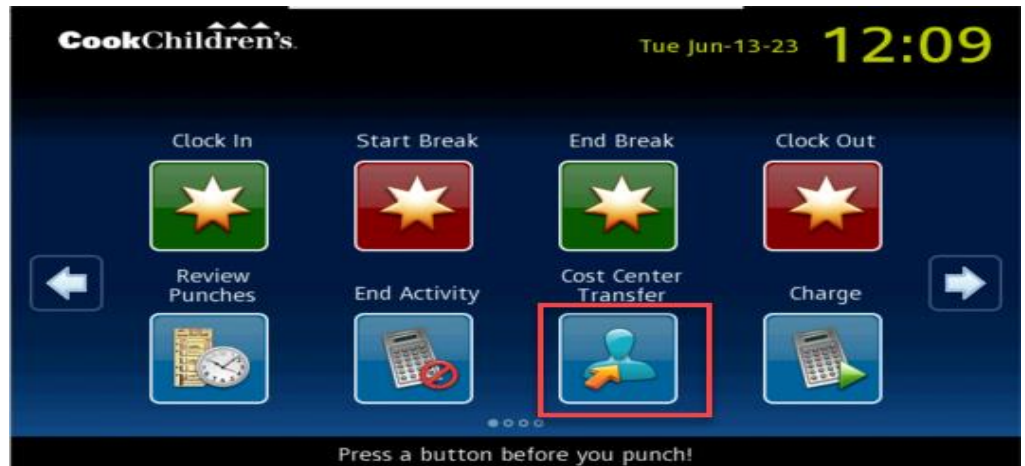 CookChildren's.
Tue Jun-13-23 12:09
Clock In
Start Break
End Break
Clock Out
Review
Punches
End Activity
Cost Center
Transfer
Charge
Press a button before you punch!